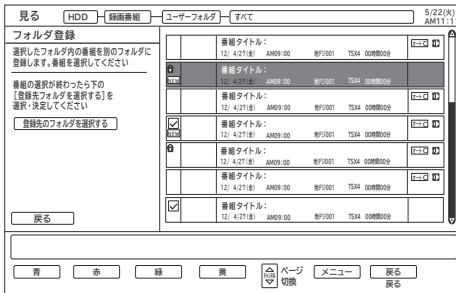 見る HDD 録画番組 ユーザーフォルダ すべて 5/22(火)
AM11:1
フォルダ登録
選択したフォルダ内の番組を別のフォルダに
登録します。番組を選択してください
番組の選択が終わったら下の
[登録先フォルダを選択する]を
選択・決定してください
登録先のフォルダを選択する
戻る
番組タイトル:
12/ 4/27(金) AM09:00 地デジ001 TSX4 00時間00分
番組タイトル:
NEW 12/ 4/27(金) AM09:00 地デジ001 TSX4 00時間00分
番組タイトル:
12/ 4/27(金) AM09:00 地デジ001 TSX4 00時間00分
番組タイトル:
NEW 12/ 4/27(金) AM09:00 地デジ001 TSX4 00時間00分
番組タイトル:
12/ 4/27(金) AM09:00 地デジ001 TSX4 00時間00分
番組タイトル:
12/ 4/27(金) AM09:00 地デジ001 TSX4 00時間00分
番組タイトル:
12/ 4/27(金) AM09:00 地デジ001 TSX4 00時間00分
青 赤 緑 黄 ページ 切換 メニュー 戻る
戻る